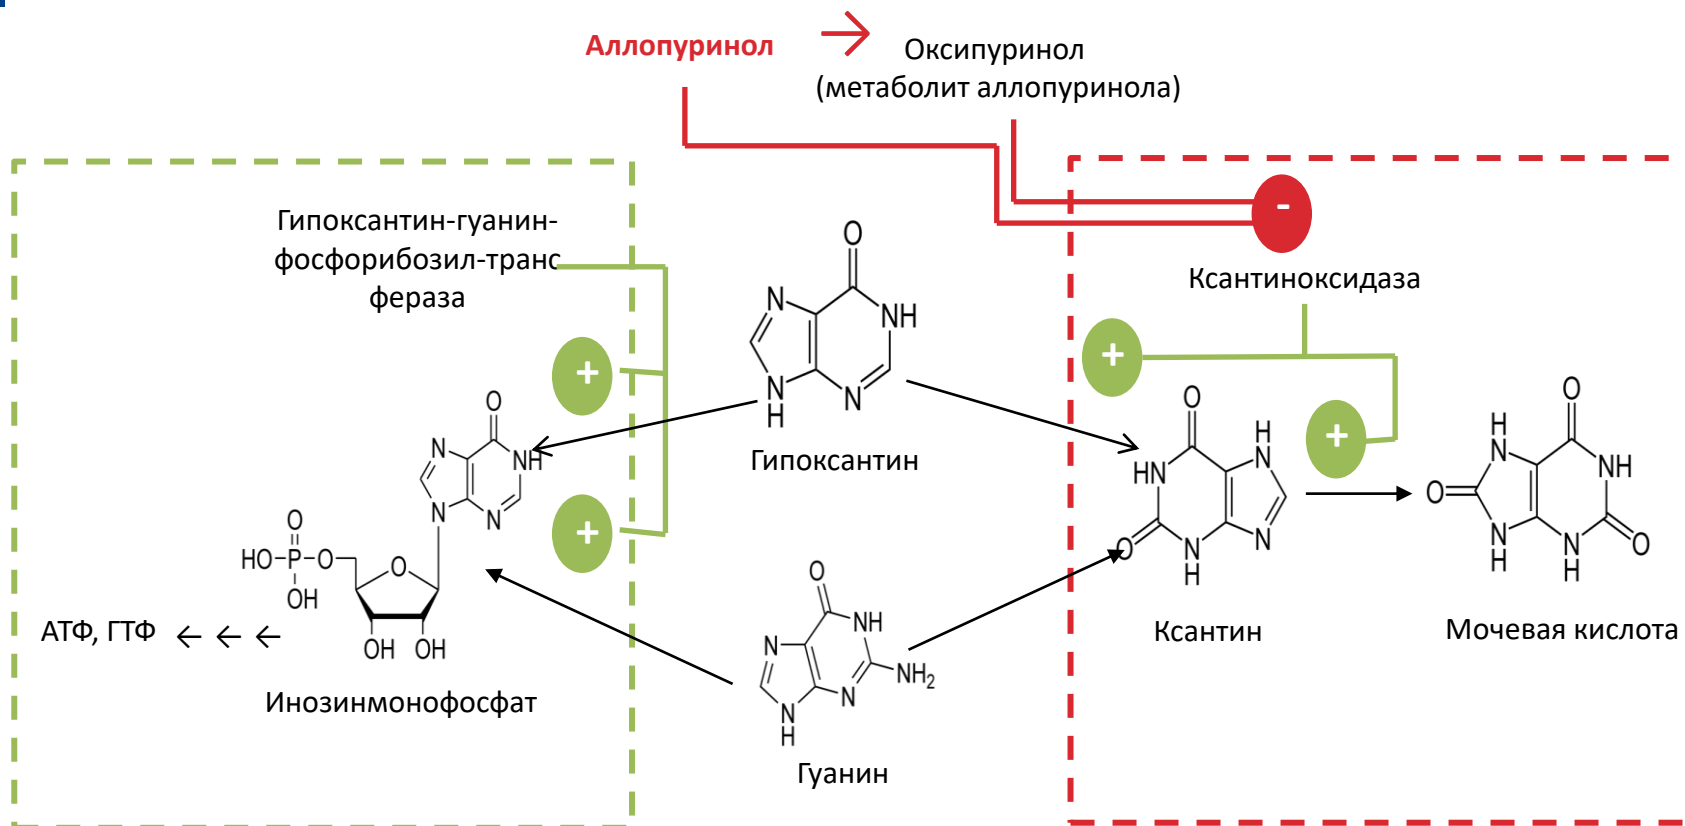 Аллопуринол
Оксипуринол
(метаболит аллопуринола)
Гипоксантин-гуанин-
фосфорибозил-транс
фераза
-
Ксантиноксидаза
+
+
+
+
O
N
NH
N
H
N
Гипоксантин
O
N
NH
N
N
O
HO-P-O
OH
O
OH OH
АТФ, ГТФ
Инозинмонофосфат
O
N
NH
N
NH2
N
H
Гуанин
O
H
N
HN
O
N
H
N
Ксантин
O
H
N
NH
O
N
H
N
H
O
Мочевая кислота